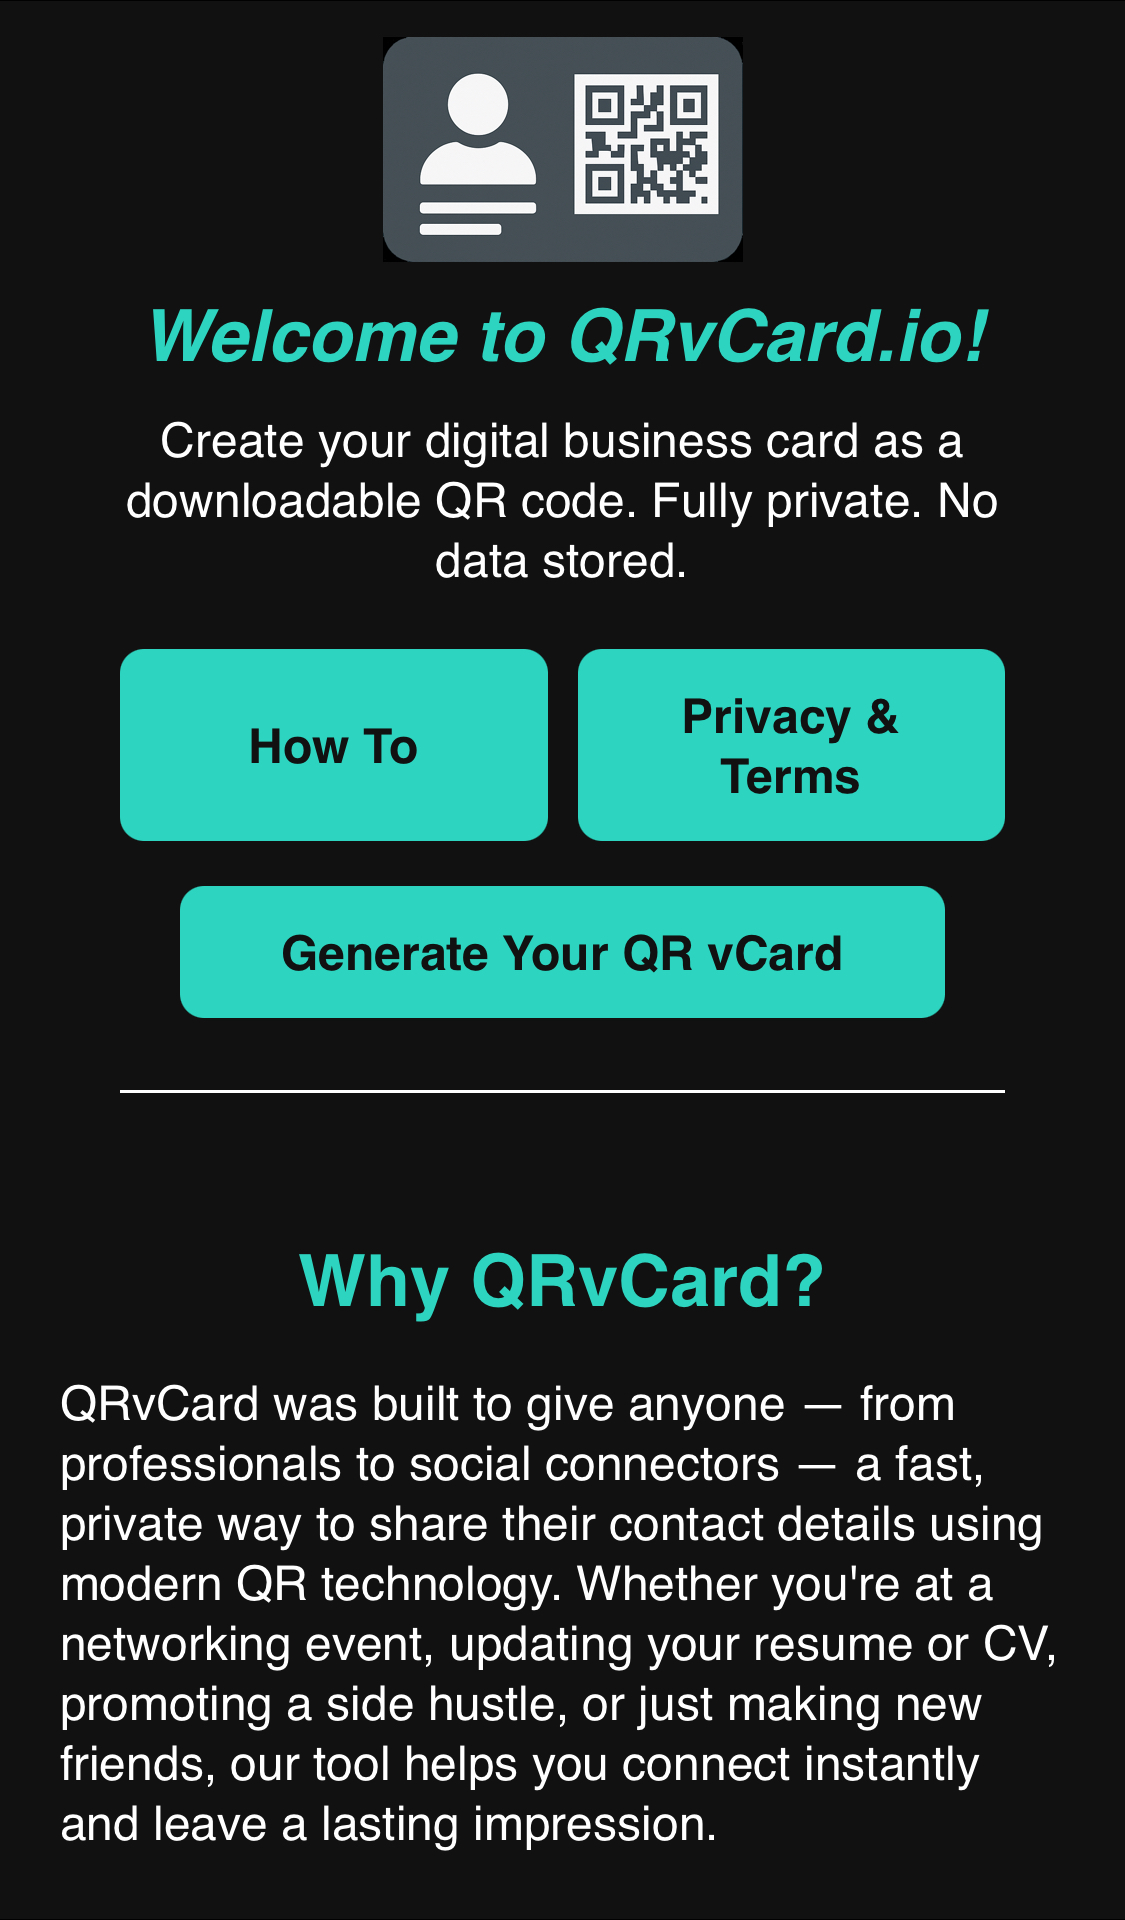 Welcome to QRvCard.io!
Create your digital business card as a
downloadable QR code. Fully private. No
data stored.
How To
Privacy &
Terms
Generate Your QR vCard
Why QRvCard?
QRvCard was built to give anyone — from
professionals to social connectors — a fast,
private way to share their contact details using
modern QR technology. Whether you're at a
networking event, updating your resume or CV,
promoting a side hustle, or just making new
friends, our tool helps you connect instantly
and leave a lasting impression.